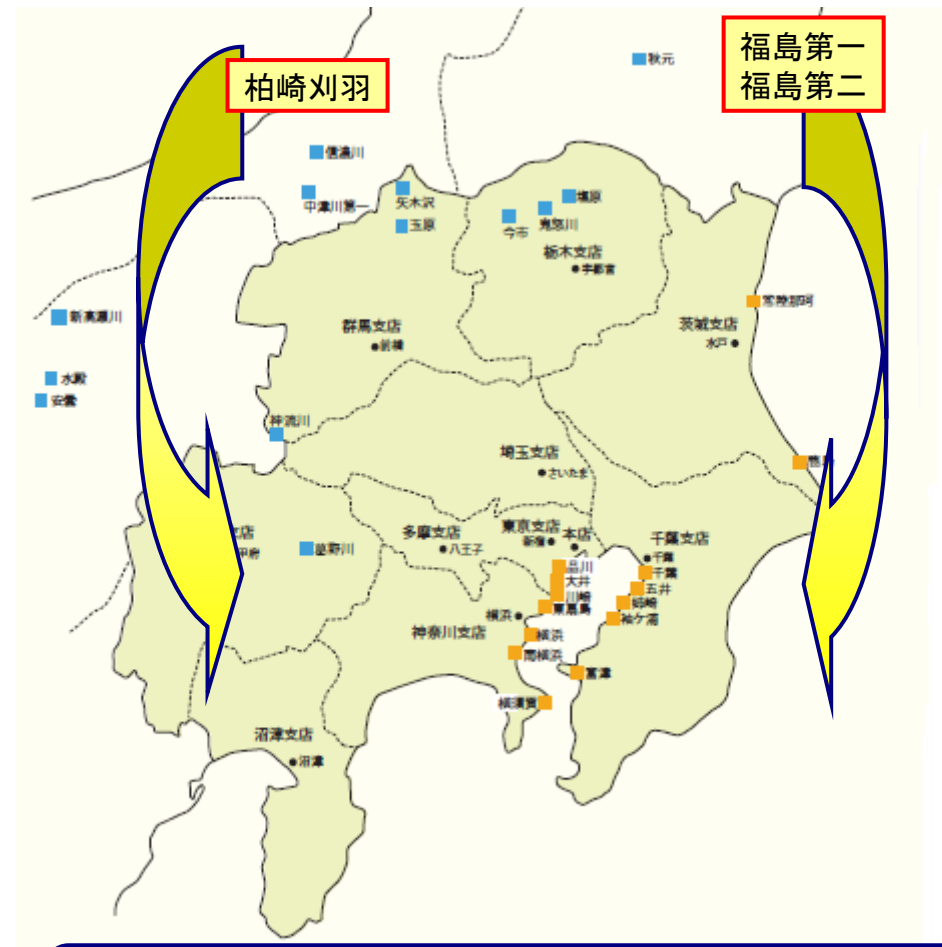 柏崎刈羽
福島第一
福島第二
秋元
信濃川
中津川第一
矢木沢
玉原
塩原
鬼怒川
今市
栃木支店
宇都宮
新高瀬川
群馬支店
前橋
常陸那珂
茨城支店
水戸
水殿
安曇
神流川
埼玉支店
さいたま
支店
甲府
葛野川
多摩支店
八王子
東京支店
新宿
本店
千葉支店
千葉
品川
大井
川崎
東扇島
千葉
五井
姉崎
袖ケ浦
横浜
神奈川支店
横浜
南横浜
富津
横須賀
沼津支店
沼津